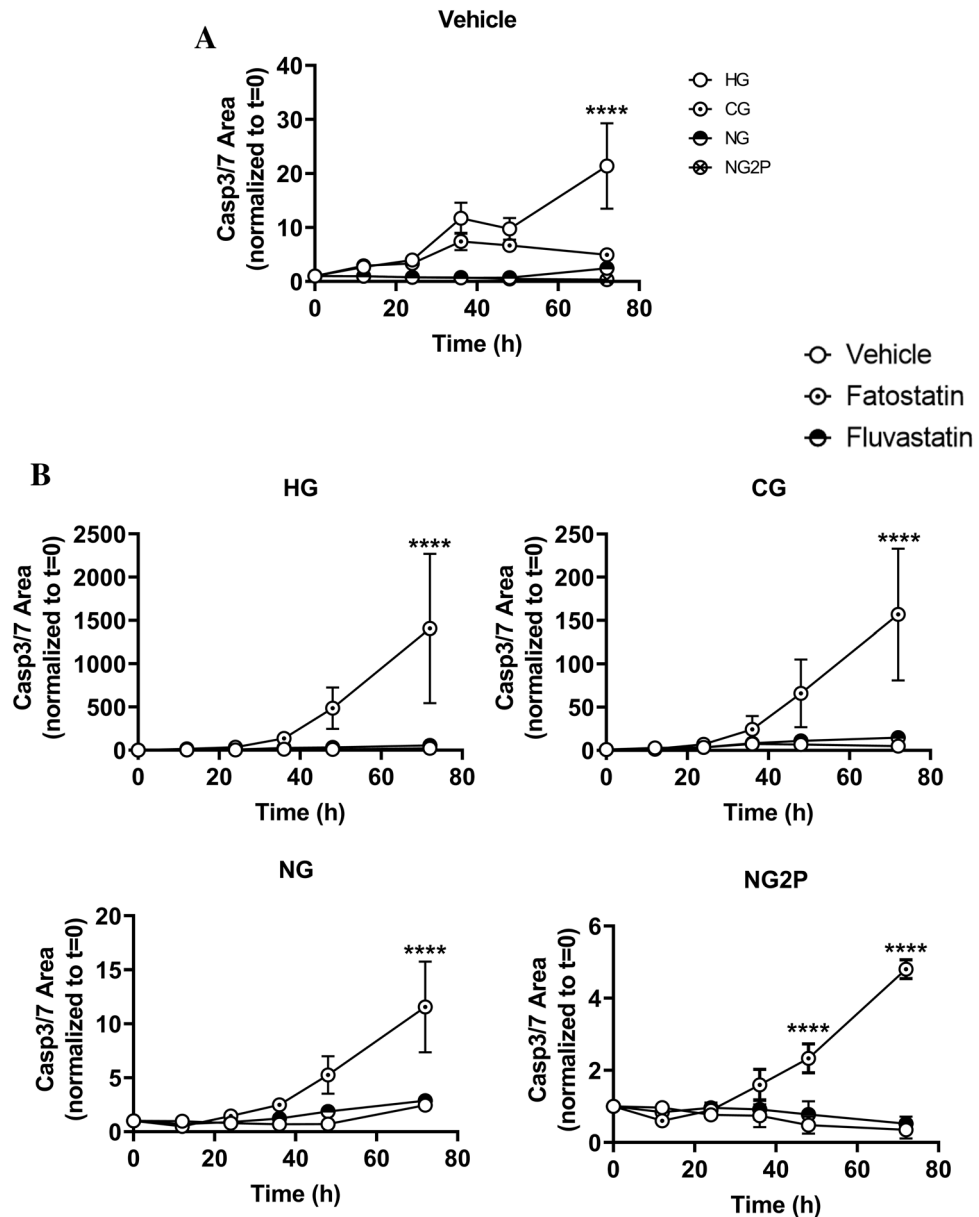 Vehicle
A
Casp3/7 Area
(normalized to t=0)
40
30
20
10
0
****
0 20 40 60 80
Time (h)
HG
CG
NG
NG2P
Vehicle
Fatostatin
Fluvastatin
B
HG
Casp3/7 Area
(normalized to t=0)
2500
2000
1500
1000
500
0
****
0 20 40 60 80
Time (h)
CG
Casp3/7 Area
(normalized to t=0)
250
200
150
100
50
0
****
0 20 40 60 80
Time (h)
NG
Casp3/7 Area
(normalized to t=0)
20
15
10
5
0
****
0 20 40 60 80
Time (h)
NG2P
Casp3/7 Area
(normalized to t=0)
6
4
2
0
****
****
0 20 40 60 80
Time (h)